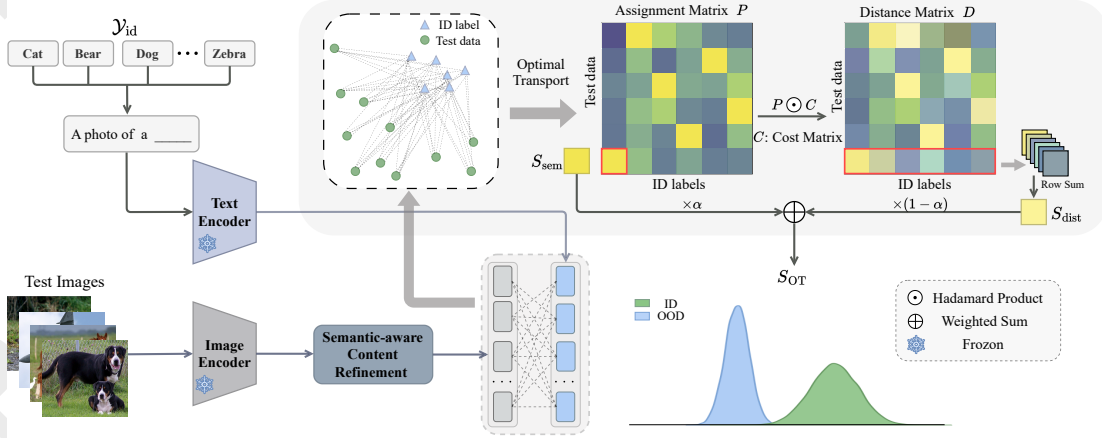 𝒴id
Cat Bear Dog ··· Zebra
A photo of a ______
Text
Encoder
Test Images
Image
Encoder
Semantic-aware
Content
Refinement
ID label
Test data
Optimal
Transport
Assignment Matrix P
Test data
ID labels
P ⊙ C
C: Cost Matrix
Distance Matrix D
Test data
ID labels
Row Sum
Ssem
×α
×(1 − α)
Sdist
SOT
ID
OOD
Hadamard Product
Weighted Sum
Frozon